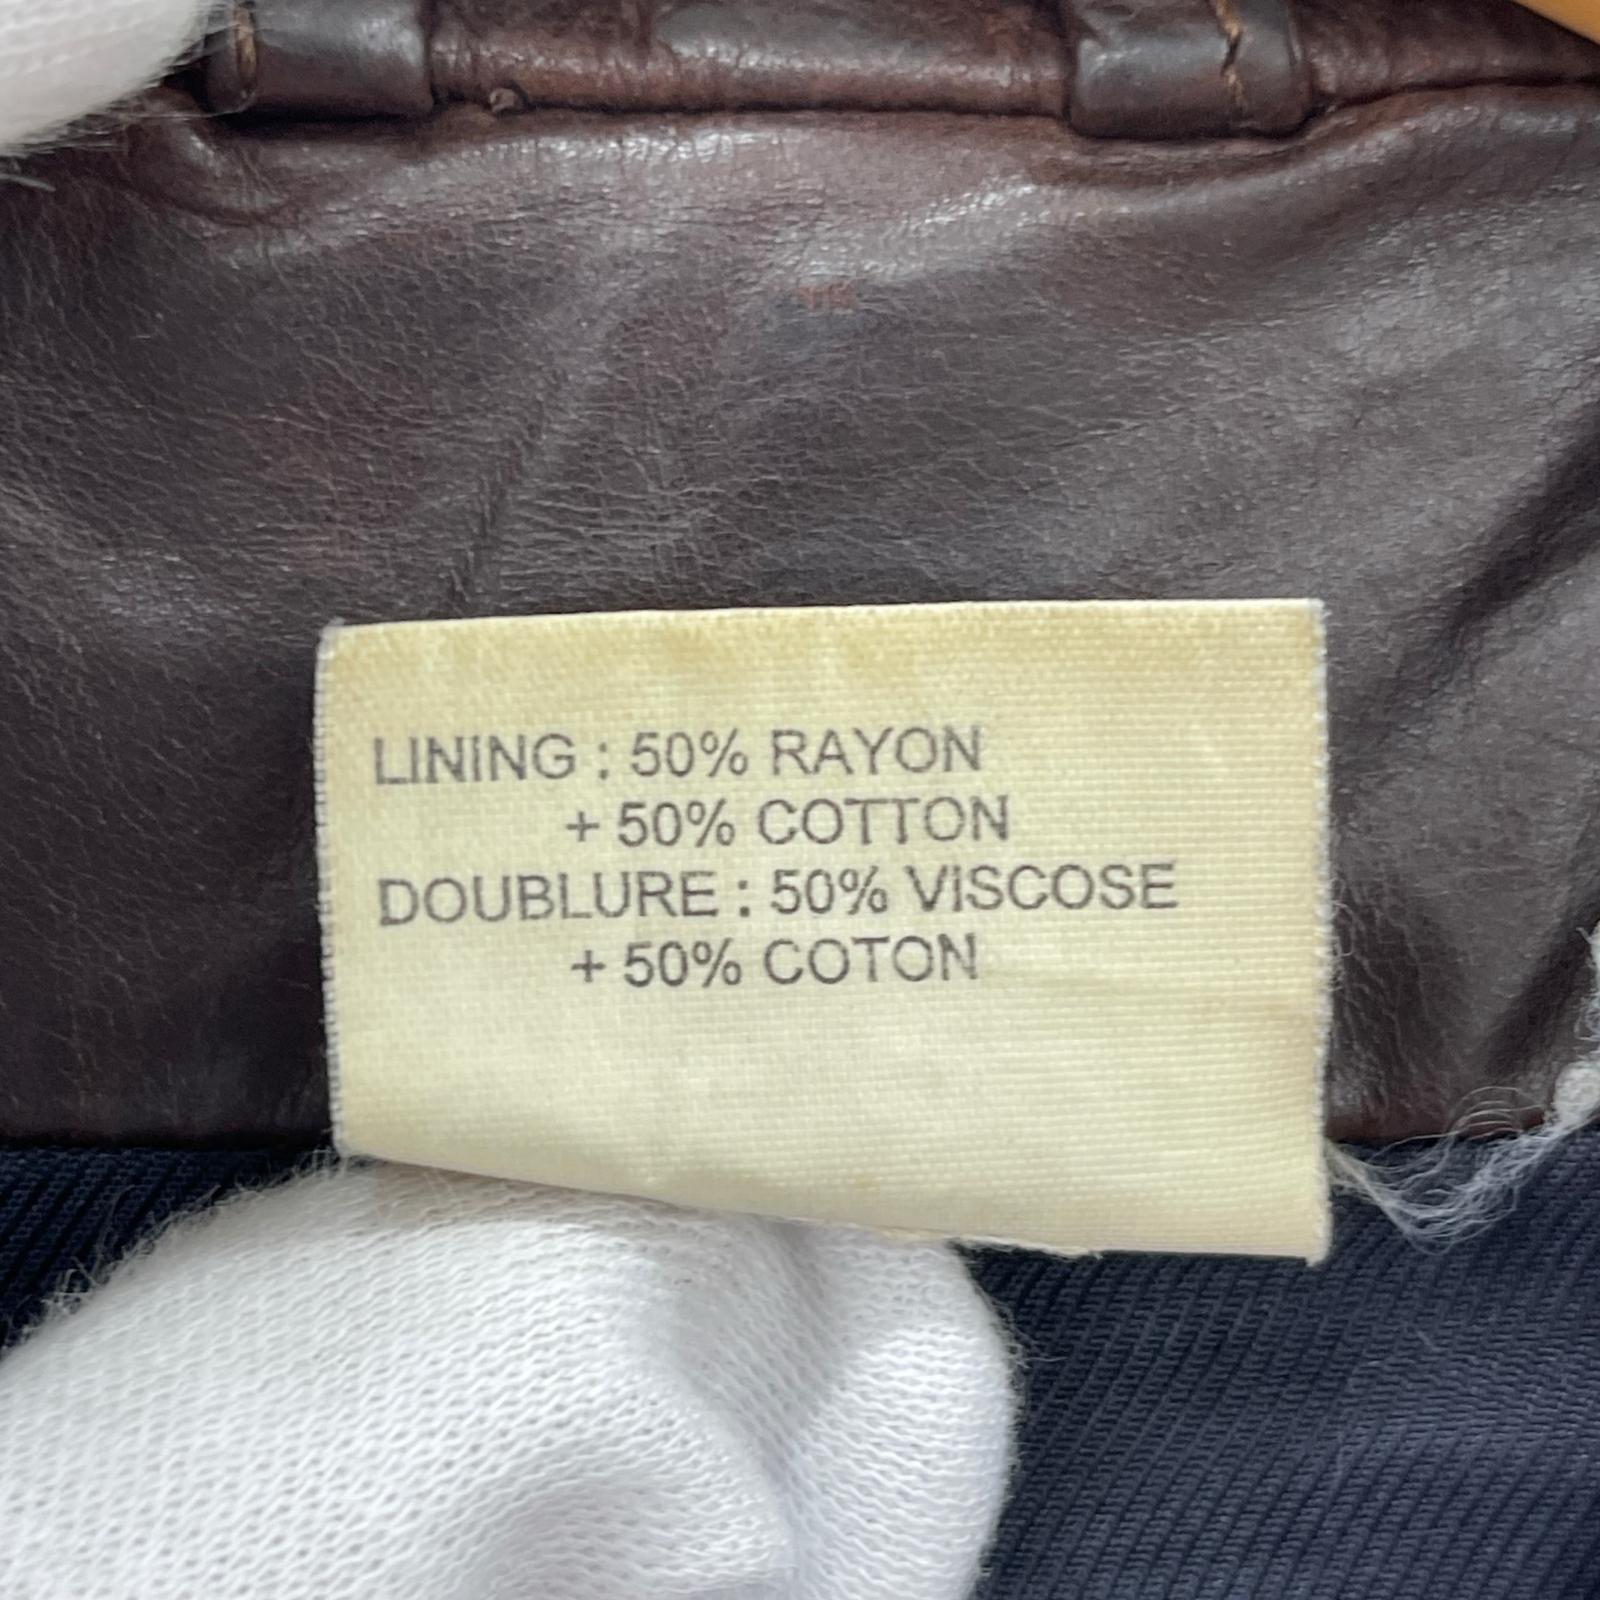 LINING : 50% RAYON
+ 50% COTTON
DOUBLURE : 50% VISCOSE
+ 50% COTON